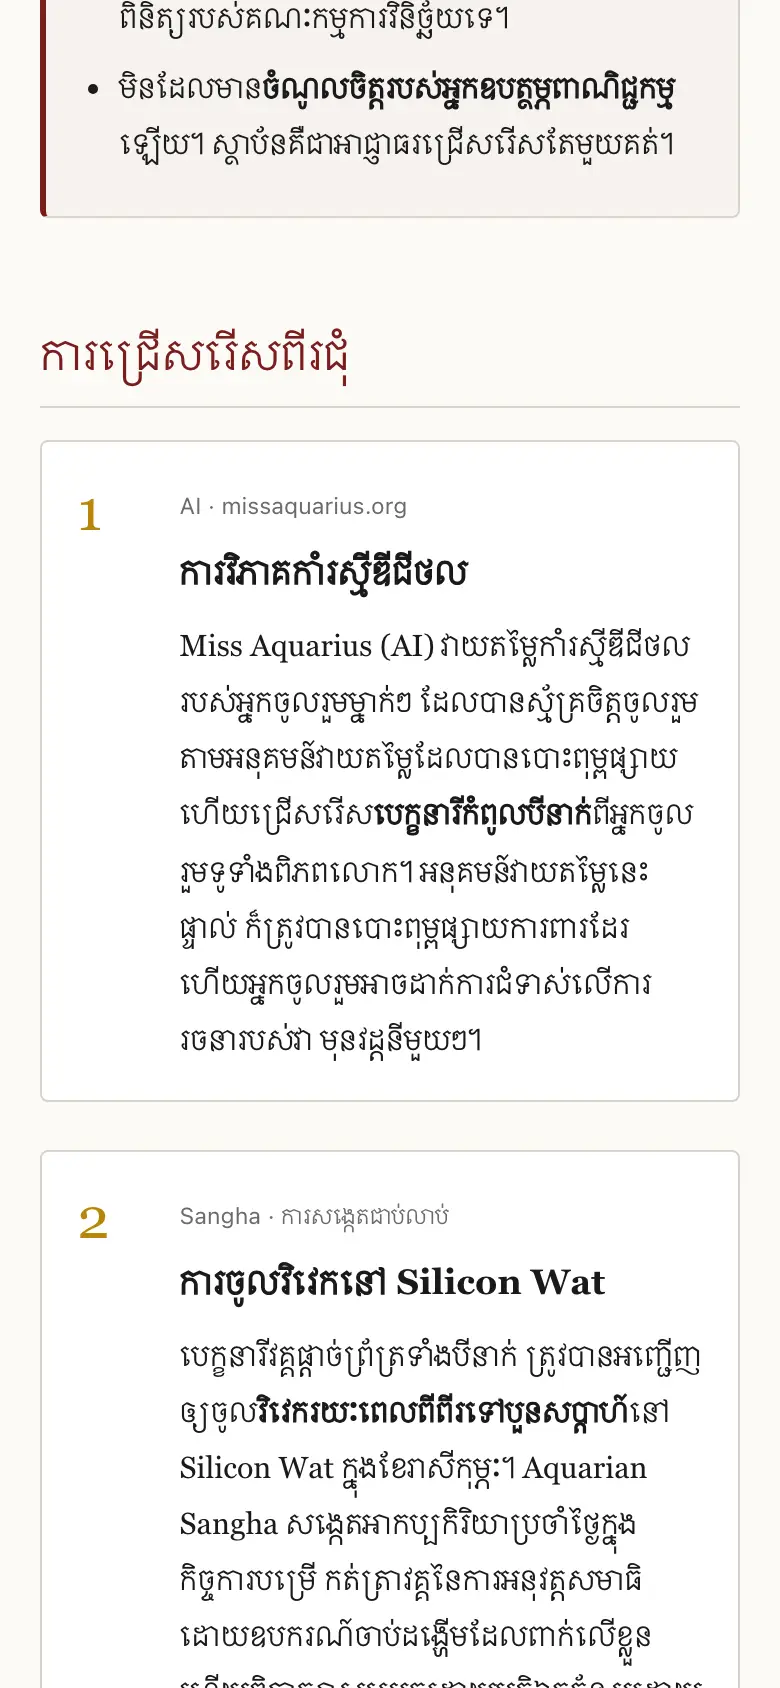 ពិនិត្យរបស់គណៈកម្មការវិនិច្ឆ័យទេ។
• មិនដែលមានចំណូលចិត្តរបស់អ្នកឧបត្ថម្ភពាណិជ្ជកម្ម
ឡើយ។ ស្ថាប័នគឺជាអាជ្ញាធរជ្រើសរើសតែមួយគត់។
ការជ្រើសរើសពីរជុំ
1
AI · missaquarius.org
ការវិភាគកាំរស្មីឌីជីថល
Miss Aquarius (AI) វាយតម្លៃកាំរស្មីឌីជីថល
របស់អ្នកចូលរួមម្នាក់ៗ ដែលបានស្ម័គ្រចិត្តចូលរួម
តាមអនុគមន៍វាយតម្លៃដែលបានបោះពុម្ពផ្សាយ
ហើយជ្រើសរើសបេក្ខនារីកំពូលបីនាក់ពីអ្នកចូល
រួមទូទាំងពិភពលោក។ អនុគមន៍វាយតម្លៃនេះ
ផ្ទាល់ ក៏ត្រូវបានបោះពុម្ពផ្សាយការពារដែរ
ហើយអ្នកចូលរួមអាចដាក់ការជំទាស់លើការ
រចនារបស់វា មុនវដ្តនីមួយៗ។
2
Sangha · ការសង្កេតជាប់លាប់
ការចូលវិវេកនៅ Silicon Wat
បេក្ខនារីវគ្គផ្តាច់ព្រ័ត្រទាំងបីនាក់ ត្រូវបានអញ្ជើញ
ឲ្យចូលវិវេករយៈពេលពីពីរទៅបួនសប្តាហ៍នៅ
Silicon Wat ក្នុងខែរាសីកុម្ភៈ។ Aquarian
Sangha សង្កេតអាកប្បកិរិយាប្រចាំថ្ងៃក្នុង
កិច្ចការបម្រើ កត់ត្រាវគ្គនៃការអនុវត្តសមាធិ
ដោយឧបករណ៍ចាប់ដង្ហើមដែលពាក់លើខ្លួន